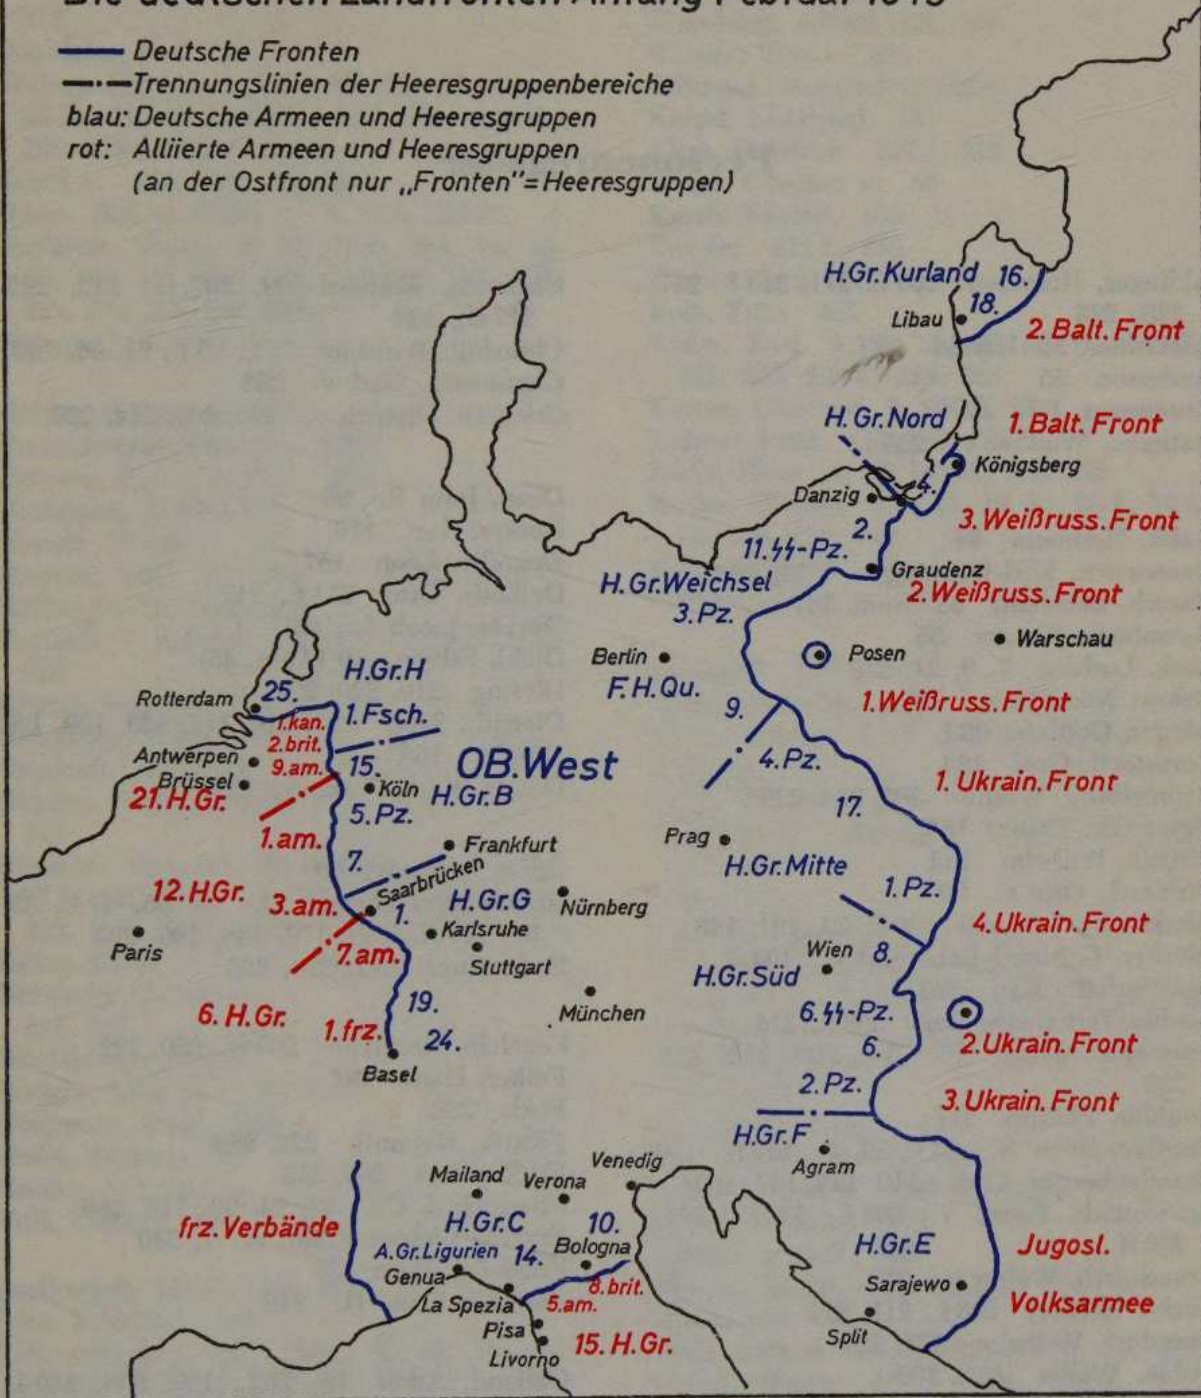 Die deutschen Landfronten Anfang Februar 1945
Deutsche Fronten
Trennungslinien der Heeresgruppenbereiche
blau: Deutsche Armeen und Heeresgruppen
rot: Alliierte Armeen und Heeresgruppen
(an der Ostfront nur „Fronten"=Heeresgruppen)
H.Gr.Kurland 16.
18.
Libau
2. Balt. Front
H.Gr.Nord
1. Balt. Front
Königsberg
4.
Danzig
3. Weißruss. Front
2.
11.SS-Pz.
Graudenz
H.Gr.Weichsel
2. Weißruss. Front
3. Pz.
Warschau
Berlin
Posen
F.H.Qu.
H.Gr.H
25.
Rotterdam
1.Fsch.
1.kan.
9.
1. Weißruss. Front
2.brit.
Antwerpen
9.am.
15.
OB.West
4.Pz.
Brüssel
Köln
1. Ukrain. Front
21. H.Gr.
H.Gr.B
5.Pz.
17.
1.am.
Frankfurt
Prag
7.
H.Gr.Mitte
Saarbrücken
12. H.Gr.
3.am.
1.
H.Gr.G
Nürnberg
1. Pz.
4. Ukrain. Front
Karlsruhe
Paris
7.am.
Stuttgart
Wien
8.
H.Gr.Süd
19.
München
6. H.Gr.
1.frz.
24.
6.SS-Pz.
6.
2. Ukrain. Front
Basel
2. Pz.
3. Ukrain. Front
H.Gr.F
Agram
Mailand
Verona
Venedig
frz. Verbände
H.Gr.C
10.
A.Gr.Ligurien
14.
Bologna
H.Gr.E
Jugosl.
Genua
8.brit.
Sarajewo
La Spezia
5.am.
Volksarmee
Pisa
15. H.Gr.
Split
Livorno